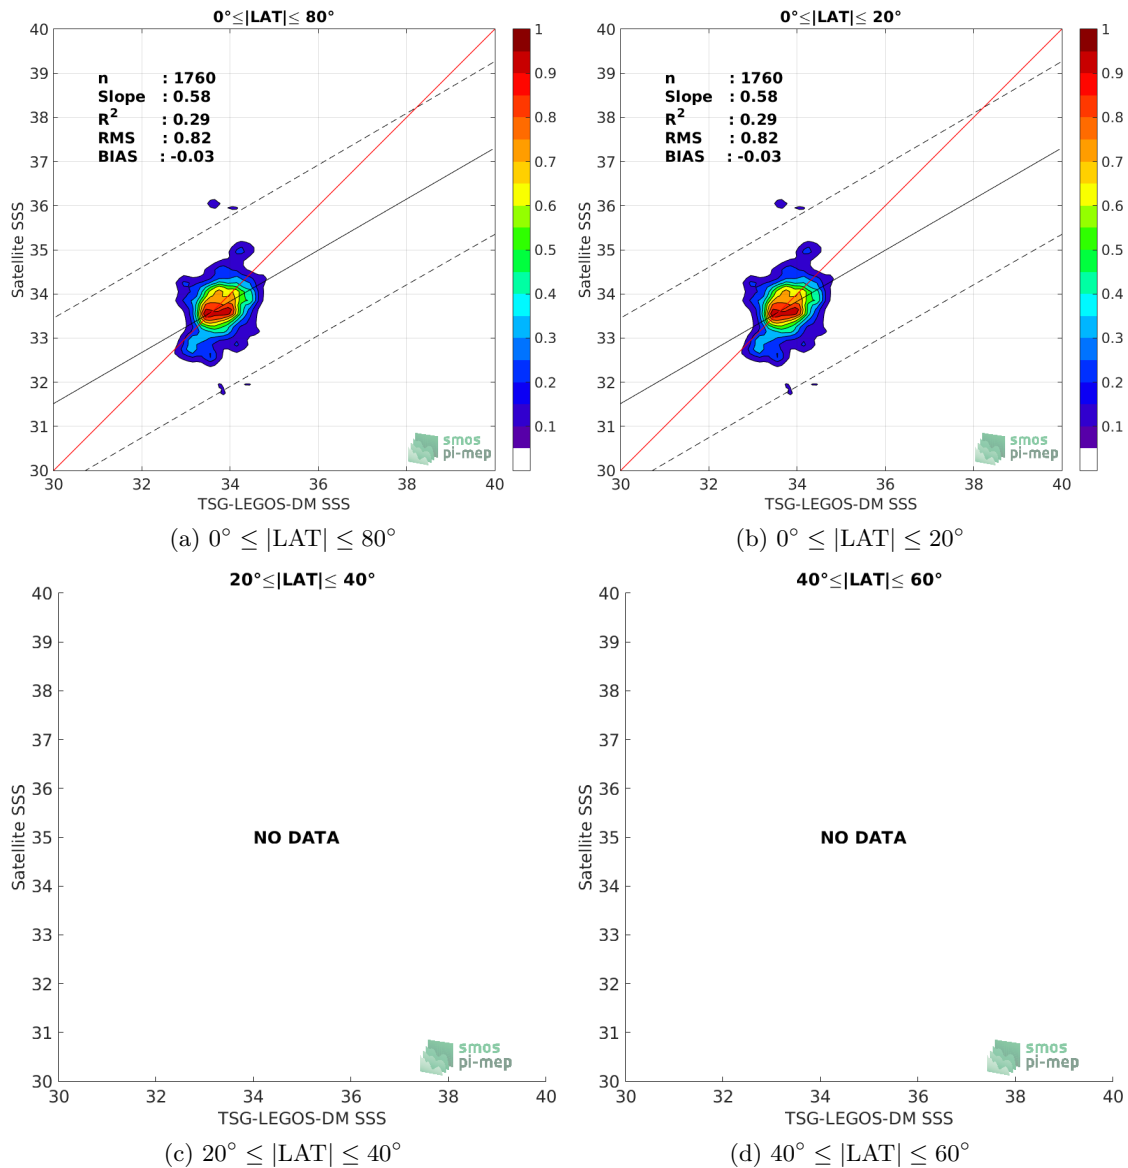 0°≤|LAT|≤ 80°
40
39
38
37
36
35
34
33
32
31
30
Satellite SSS
n : 1760
Slope : 0.58
R² : 0.29
RMS : 0.82
BIAS : -0.03
smos
pi-mep
30 32 34 36 38 40
TSG-LEGOS-DM SSS
1
0.9
0.8
0.7
0.6
0.5
0.4
0.3
0.2
0.1
(a) 0° ≤ |LAT| ≤ 80°
0°≤|LAT|≤ 20°
40
39
38
37
36
35
34
33
32
31
30
Satellite SSS
n : 1760
Slope : 0.58
R² : 0.29
RMS : 0.82
BIAS : -0.03
smos
pi-mep
30 32 34 36 38 40
TSG-LEGOS-DM SSS
1
0.9
0.8
0.7
0.6
0.5
0.4
0.3
0.2
0.1
(b) 0° ≤ |LAT| ≤ 20°
20°≤|LAT|≤ 40°
40
39
38
37
36
35
34
33
32
31
30
Satellite SSS
NO DATA
smos
pi-mep
30 32 34 36 38 40
TSG-LEGOS-DM SSS
(c) 20° ≤ |LAT| ≤ 40°
40°≤|LAT|≤ 60°
40
39
38
37
36
35
34
33
32
31
30
Satellite SSS
NO DATA
smos
pi-mep
30 32 34 36 38 40
TSG-LEGOS-DM SSS
(d) 40° ≤ |LAT| ≤ 60°